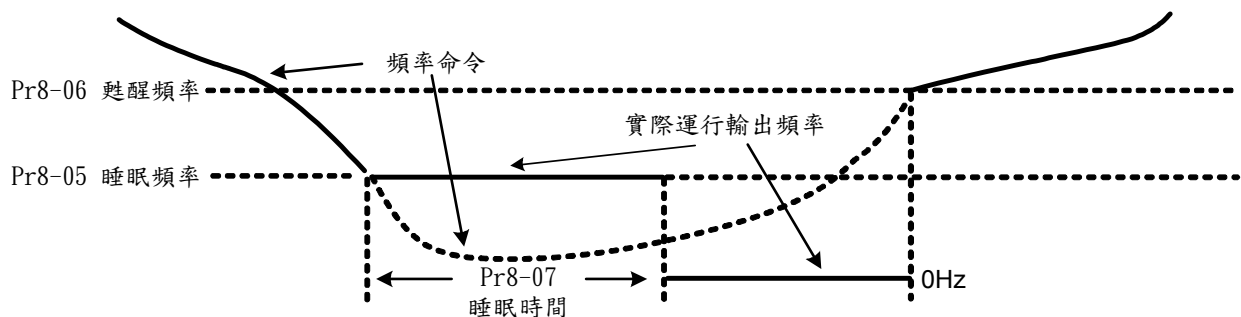 頻率命令
Pr8-06 甦醒頻率
實際運行輸出頻率
Pr8-05 睡眠頻率
Pr8-07
睡眠時間
0Hz